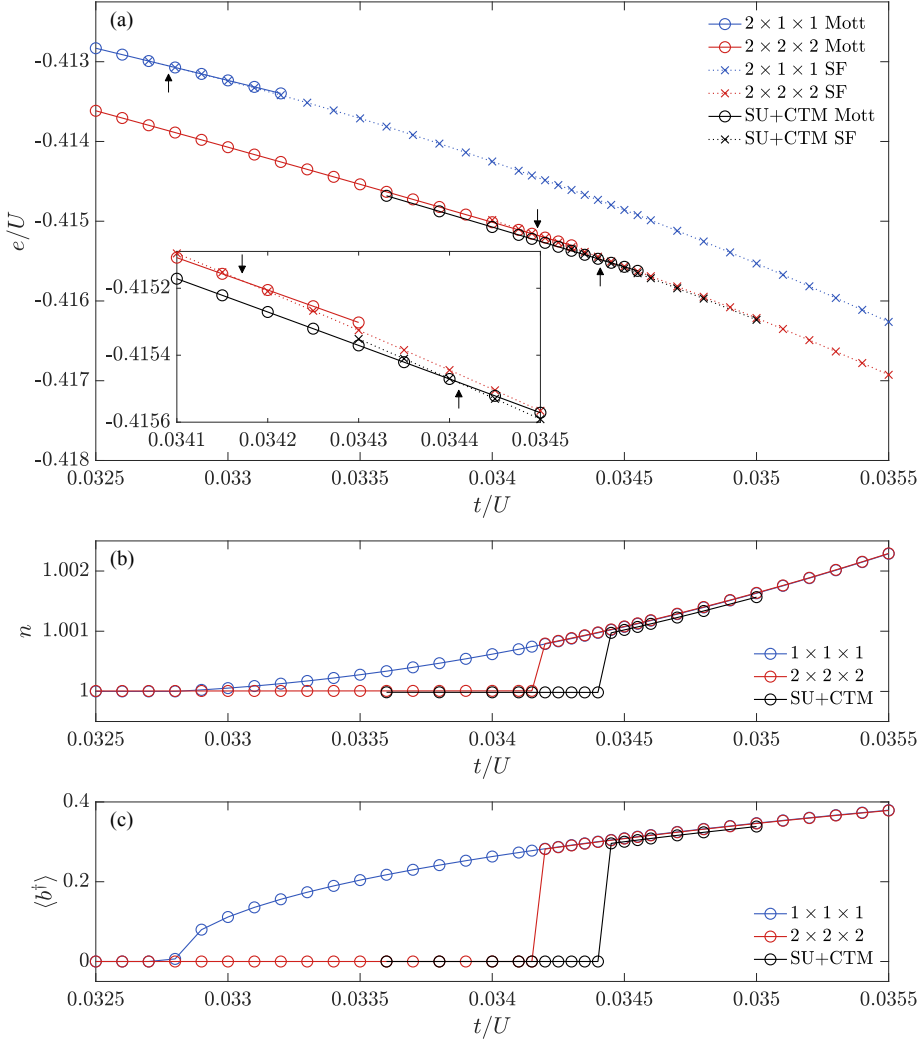 (a)
2 × 1 × 1 Mott
2 × 2 × 2 Mott
2 × 1 × 1 SF
2 × 2 × 2 SF
SU+CTM Mott
SU+CTM SF
-0.413
-0.414
-0.415
-0.416
-0.417
-0.418
e/U
-0.4152
-0.4154
-0.4156
0.0341 0.0342 0.0343 0.0344 0.0345
0.0325 0.033 0.0335 0.034 0.0345 0.035 0.0355
t/U
(b)
1.002
1.001
1
n
1 × 1 × 1
2 × 2 × 2
SU+CTM
0.0325 0.033 0.0335 0.034 0.0345 0.035 0.0355
t/U
(c)
0.4
0.2
0
⟨b†⟩
1 × 1 × 1
2 × 2 × 2
SU+CTM
0.0325 0.033 0.0335 0.034 0.0345 0.035 0.0355
t/U